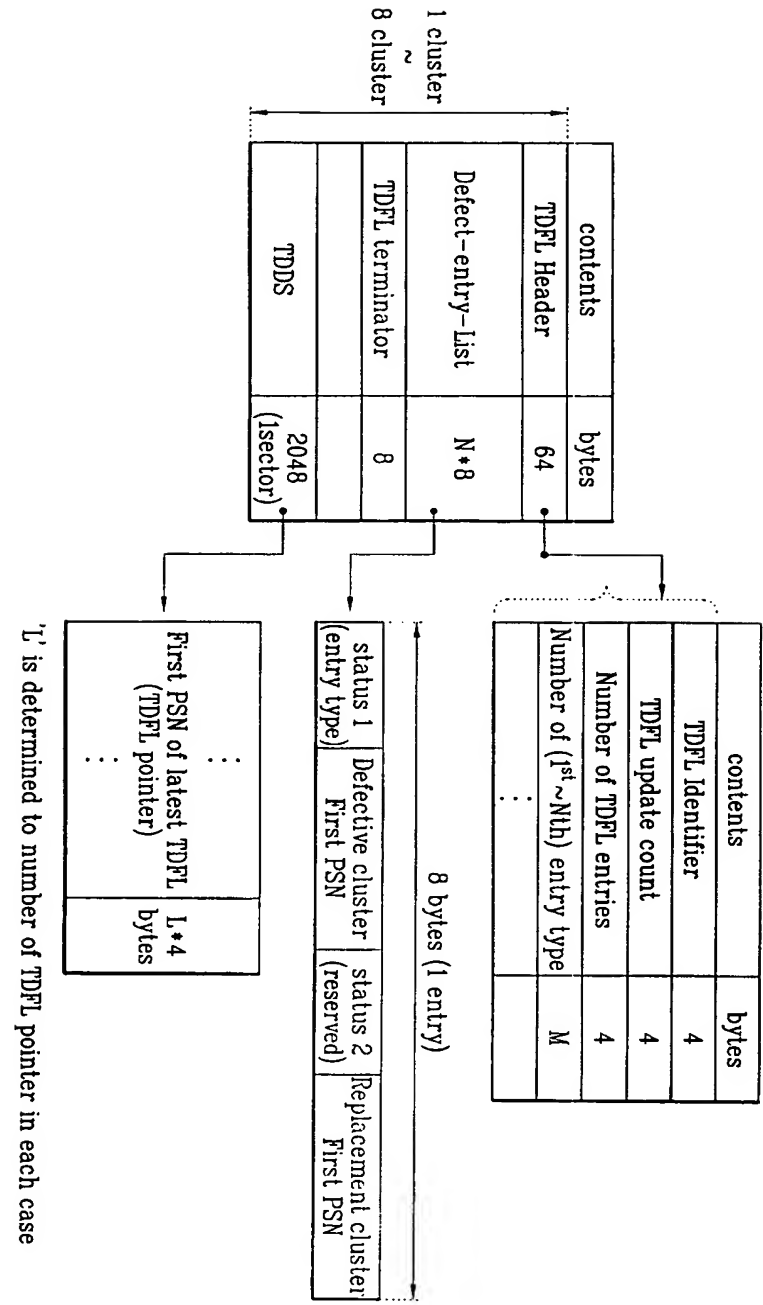 1 cluster
~
8 cluster
contents
bytes
TDFL Header
64
Defect-entry-List
N*8
TDFL terminator
8
TDDS
2048
(1sector)
contents
bytes
TDFL Identifier
4
TDFL update count
4
Number of TDFL entries
4
Number of (1st~Nth) entry type
M
⋮
8 bytes (1 entry)
status 1
(entry type)
Defective cluster
First PSN
status 2
(reserved)
Replacement cluster
First PSN
⋮
First PSN of latest TDFL
(TDFL pointer)
⋮
L*4
bytes
'L' is determined to number of TDFL pointer in each case